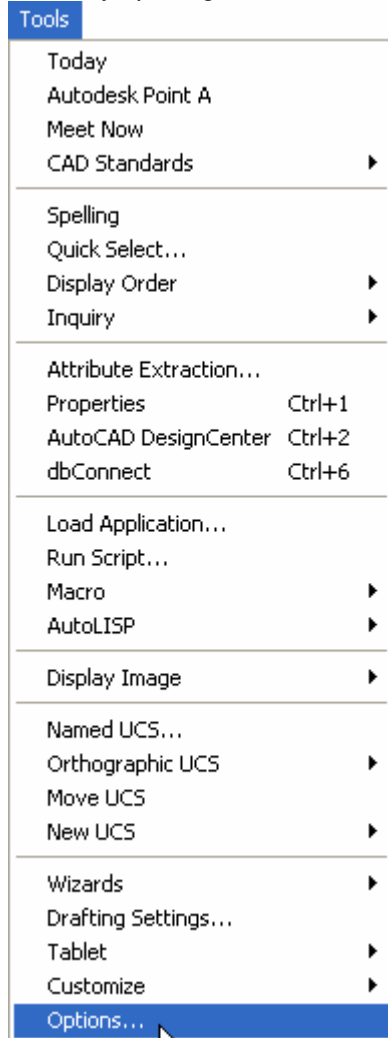 Tools
Today
Autodesk Point A
Meet Now
CAD Standards
Spelling
Quick Select...
Display Order
Inquiry
Attribute Extraction...
Properties Ctrl+1
AutoCAD DesignCenter Ctrl+2
dbConnect Ctrl+6
Load Application...
Run Script...
Macro
AutoLISP
Display Image
Named UCS...
Orthographic UCS
Move UCS
New UCS
Wizards
Drafting Settings...
Tablet
Customize
Options...